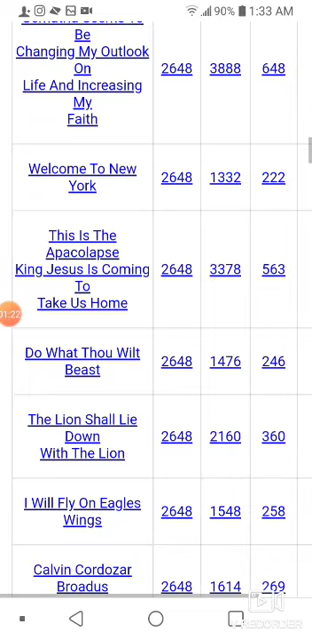 90% 1:33 AM
Gematria Seems To
Be
Changing My Outlook
On
Life And Increasing
My
Faith
2648 3888 648
Welcome To New
York
2648 1332 222
This Is The
Apacolapse
King Jesus Is Coming
To
Take Us Home
2648 3378 563
01:22
Do What Thou Wilt
Beast
2648 1476 246
The Lion Shall Lie
Down
With The Lion
2648 2160 360
I Will Fly On Eagles
Wings
2648 1548 258
Calvin Cordozar
Broadus
2648 1614 269